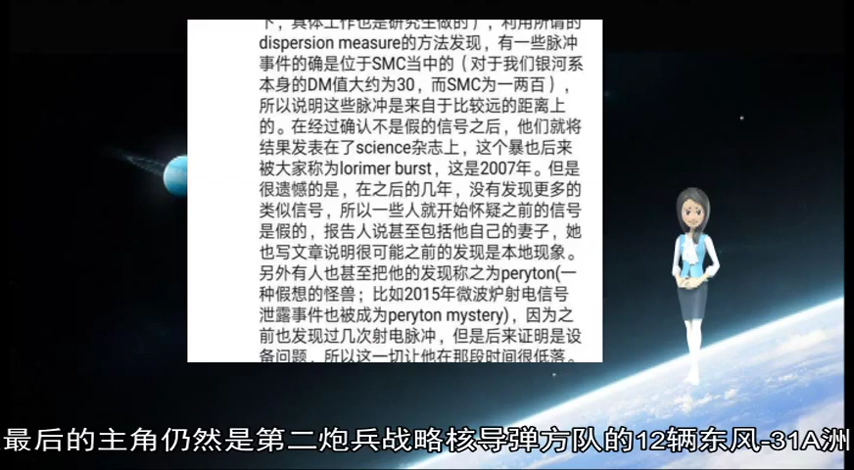 下，具体工作也是研究生做的），利用所谓的
dispersion measure的方法发现，有一些脉冲
事件的确是位于SMC当中的（对于我们银河系
本身的DM值大约为30，而SMC为一两百），
所以说明这些脉冲是来自于比较远的距离上
的。在经过确认不是假的信号之后，他们就将
结果发表在了science杂志上，这个暴也后来
被大家称为lorimer burst，这是2007年。但是
很遗憾的是，在之后的几年，没有发现更多的
类似信号，所以一些人就开始怀疑之前的信号
是假的，报告人说甚至包括他自己的妻子，她
也写文章说明很可能之前的发现是本地现象。
另外有人也甚至把他的发现称之为peryton(一
种假想的怪兽；比如2015年微波炉射电信号
泄露事件也被成为peryton mystery)，因为之
前也发现过几次射电脉冲，但是后来证明是设
备问题，所以这一切让他在那段时间很低落。
最后的主角仍然是第二炮兵战略核导弹方队的12辆东风-31A洲